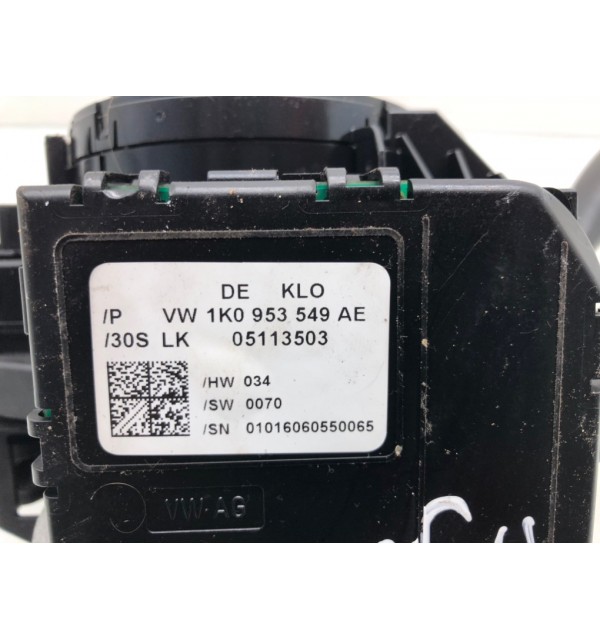 DE KLO
/P VW 1K0 953 549 AE
/30S LK 05113503
/HW 034
/SW 0070
/SN 01016060550065
VW AG